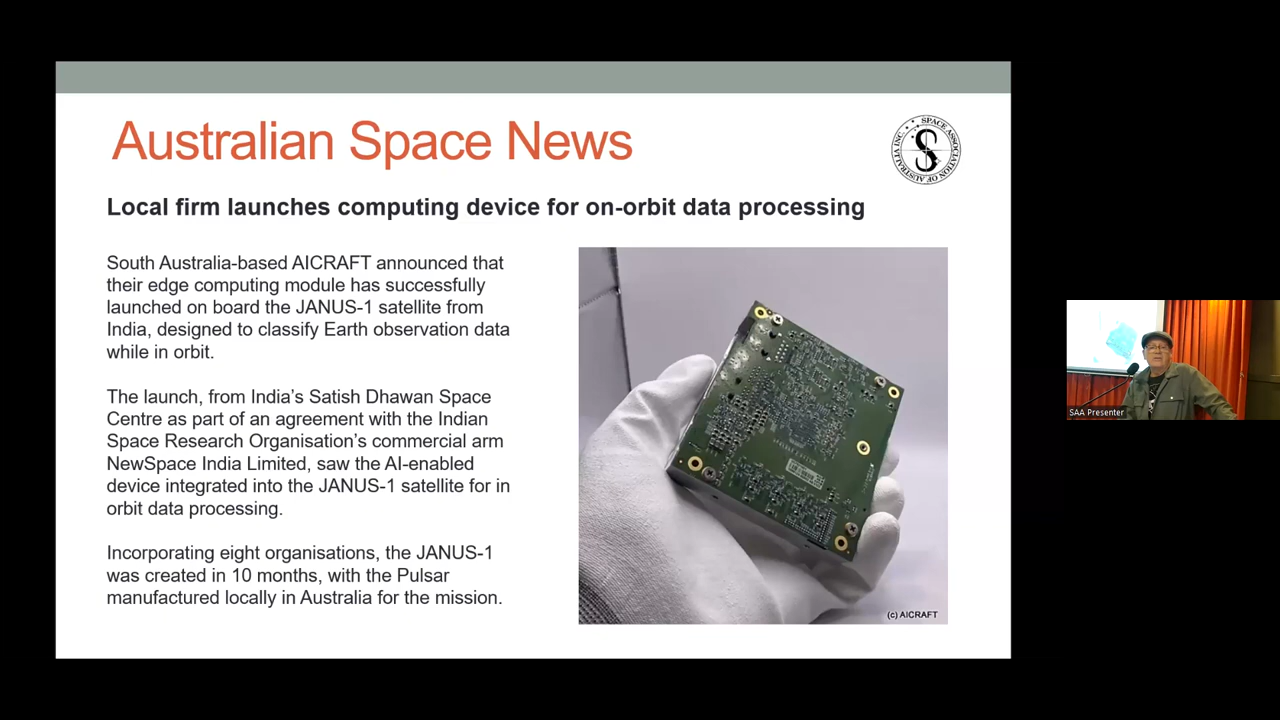 Australian Space News
SPACE ASSOCIATION OF AUSTRALIA INC.
S
Local firm launches computing device for on-orbit data processing
South Australia-based AICRAFT announced that
their edge computing module has successfully
launched on board the JANUS-1 satellite from
India, designed to classify Earth observation data
while in orbit.
The launch, from India’s Satish Dhawan Space
Centre as part of an agreement with the Indian
Space Research Organisation’s commercial arm
NewSpace India Limited, saw the AI-enabled
device integrated into the JANUS-1 satellite for in
orbit data processing.
Incorporating eight organisations, the JANUS-1
was created in 10 months, with the Pulsar
manufactured locally in Australia for the mission.
(c) AICRAFT
SAA Presenter